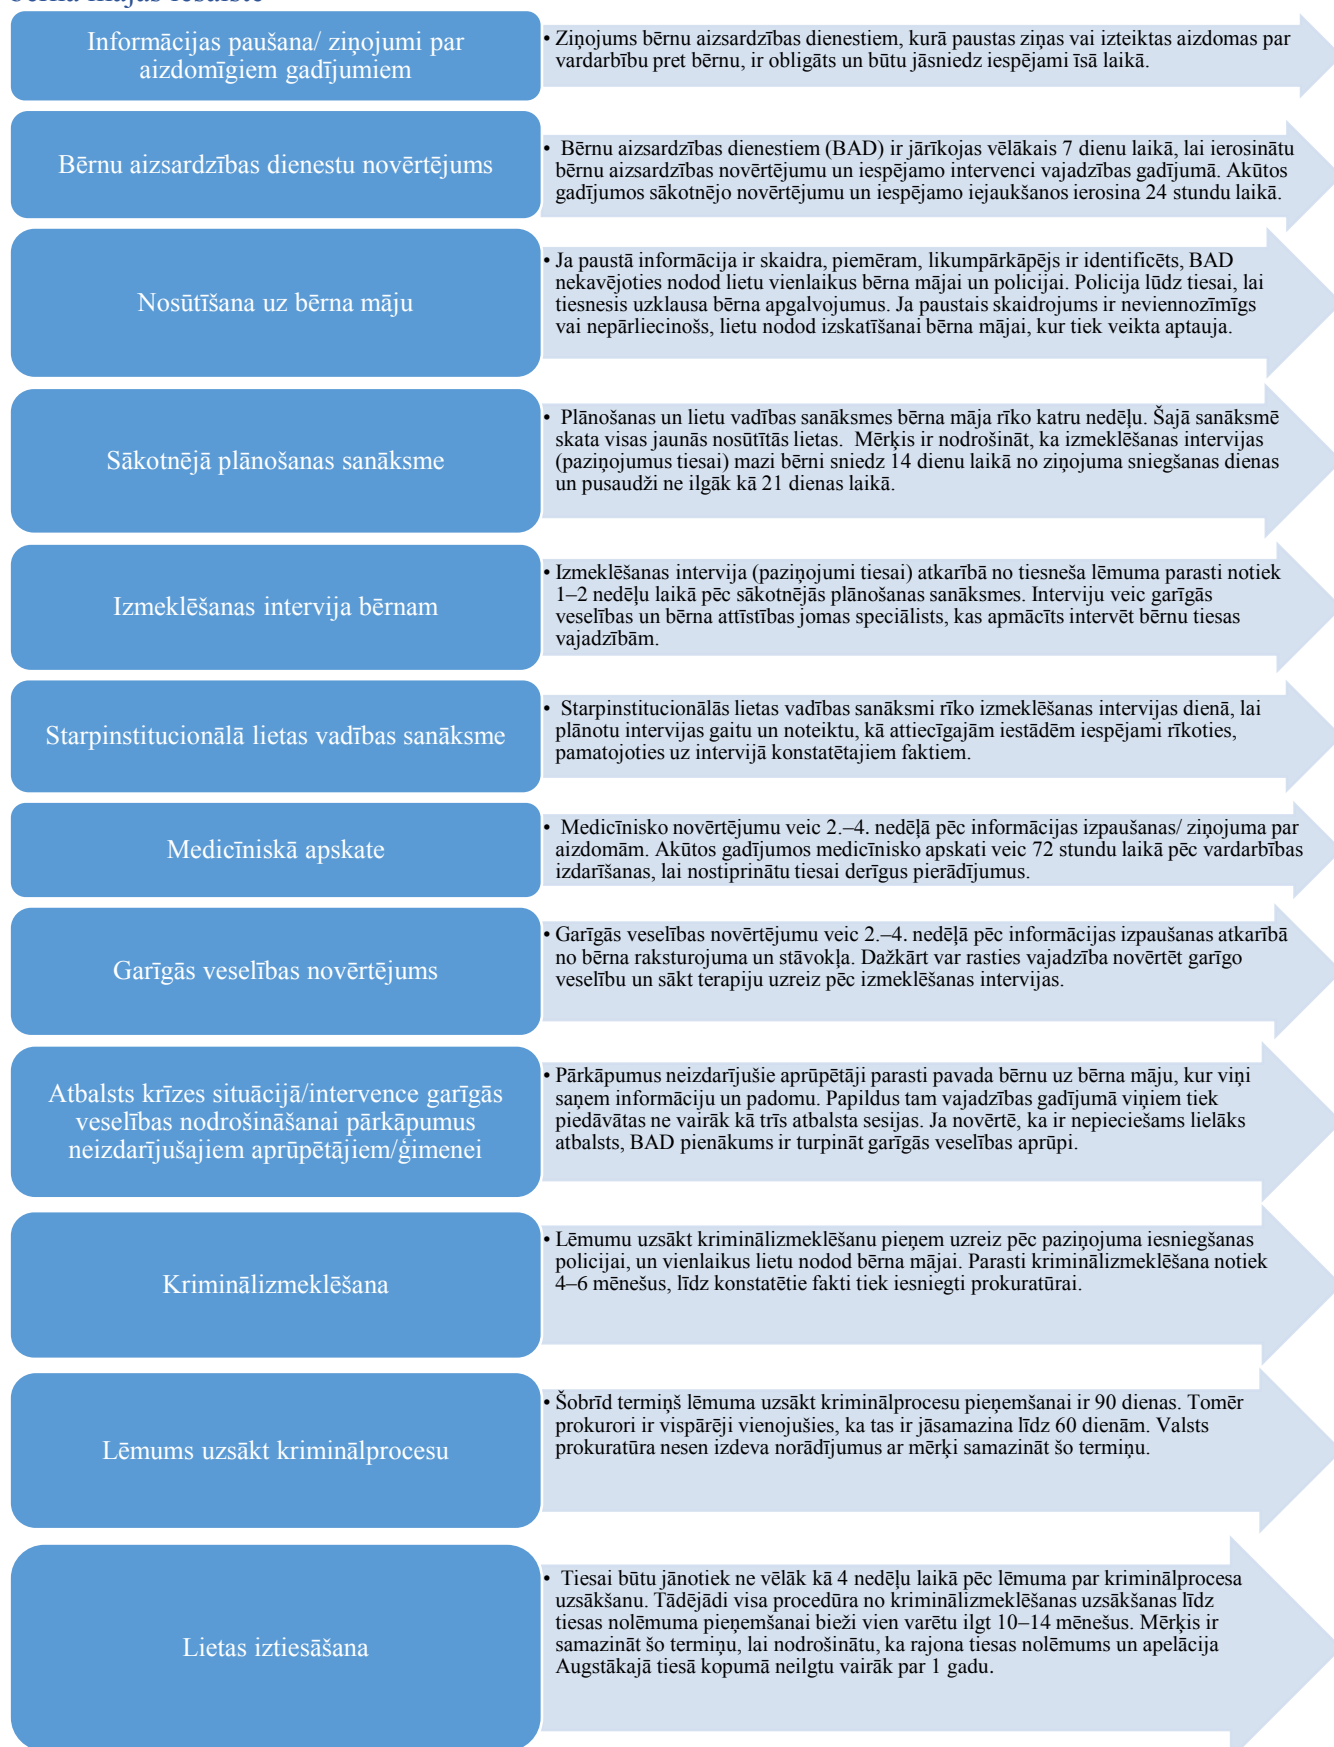 Informācijas paušana/ ziņojumi par
aizdomīgiem gadījumiem
• Ziņojums bērnu aizsardzības dienestiem, kurā paustas ziņas vai izteiktas aizdomas par
vardarbību pret bērnu, ir obligāts un būtu jāsniedz iespējami īsā laikā.
Bērnu aizsardzības dienestu novērtējums
• Bērnu aizsardzības dienestiem (BAD) ir jārīkojas vēlākais 7 dienu laikā, lai ierosinātu
bērnu aizsardzības novērtējumu un iespējamo intervenci vajadzības gadījumā. Akūtos
gadījumos sākotnējo novērtējumu un iespējamo iejaukšanos ierosina 24 stundu laikā.
Nosūtīšana uz bērna māju
• Ja paustā informācija ir skaidra, piemēram, likumpārkāpējs ir identificēts, BAD
nekavējoties nodod lietu vienlaikus bērna mājai un policijai. Policija lūdz tiesai, lai
tiesnesis uzklausa bērna apgalvojumus. Ja paustais skaidrojums ir neviennozīmīgs
vai nepārliecinošs, lietu nodod izskatīšanai bērna mājai, kur tiek veikta aptauja.
Sākotnējā plānošanas sanāksme
• Plānošanas un lietu vadības sanāksmes bērna māja rīko katru nedēļu. Šajā sanāksmē
skata visas jaunās nosūtītās lietas. Mērķis ir nodrošināt, ka izmeklēšanas intervijas
(paziņojumus tiesai) mazi bērni sniedz 14 dienu laikā no ziņojuma sniegšanas dienas
un pusaudži ne ilgāk kā 21 dienas laikā.
Izmeklēšanas intervija bērnam
• Izmeklēšanas intervija (paziņojumi tiesai) atkarībā no tiesneša lēmuma parasti notiek
1–2 nedēļu laikā pēc sākotnējās plānošanas sanāksmes. Interviju veic garīgās
veselības un bērna attīstības jomas speciālists, kas apmācīts intervēt bērnu tiesas
vajadzībām.
Starpinstitucionālā lietas vadības sanāksme
• Starpinstitucionālās lietas vadības sanāksmi rīko izmeklēšanas intervijas dienā, lai
plānotu intervijas gaitu un noteiktu, kā attiecīgajām iestādēm iespējami rīkoties,
pamatojoties uz intervijā konstatētajiem faktiem.
Medicīniskā apskate
• Medicīnisko novērtējumu veic 2.–4. nedēļā pēc informācijas izpaušanas/ ziņojuma par
aizdomām. Akūtos gadījumos medicīnisko apskati veic 72 stundu laikā pēc vardarbības
izdarīšanas, lai nostiprinātu tiesai derīgus pierādījumus.
Garīgās veselības novērtējums
• Garīgās veselības novērtējumu veic 2.–4. nedēļā pēc informācijas izpaušanas atkarībā
no bērna raksturojuma un stāvokļa. Dažkārt var rasties vajadzība novērtēt garīgo
veselību un sākt terapiju uzreiz pēc izmeklēšanas intervijas.
Atbalsts krīzes situācijā/intervence garīgās
veselības nodrošināšanai pārkāpumus
neizdarījušajiem aprūpētājiem/ģimenei
• Pārkāpumus neizdarījušie aprūpētāji parasti pavada bērnu uz bērna māju, kur viņi
saņem informāciju un padomu. Papildus tam vajadzības gadījumā viņiem tiek
piedāvātas ne vairāk kā trīs atbalsta sesijas. Ja novērtē, ka ir nepieciešams lielāks
atbalsts, BAD pienākums ir turpināt garīgās veselības aprūpi.
Kriminālizmeklēšana
• Lēmumu uzsākt kriminālizmeklēšanu pieņem uzreiz pēc paziņojuma iesniegšanas
policijai, un vienlaikus lietu nodod bērna mājai. Parasti kriminālizmeklēšana notiek
4–6 mēnešus, līdz konstatētie fakti tiek iesniegti prokuratūrai.
Lēmums uzsākt kriminālprocesu
• Šobrīd termiņš lēmuma uzsākt kriminālprocesu pieņemšanai ir 90 dienas. Tomēr
prokurori ir vispārēji vienojušies, ka tas ir jāsamazina līdz 60 dienām. Valsts
prokuratūra nesen izdeva norādījumus ar mērķi samazināt šo termiņu.
Lietas iztiesāšana
• Tiesai būtu jānotiek ne vēlāk kā 4 nedēļu laikā pēc lēmuma par kriminālprocesa
uzsākšanu. Tādējādi visa procedūra no kriminālizmeklēšanas uzsākšanas līdz
tiesas nolēmuma pieņemšanai bieži vien varētu ilgt 10–14 mēnešus. Mērķis ir
samazināt šo termiņu, lai nodrošinātu, ka rajona tiesas nolēmums un apelācija
Augstākajā tiesā kopumā neilgtu vairāk par 1 gadu.